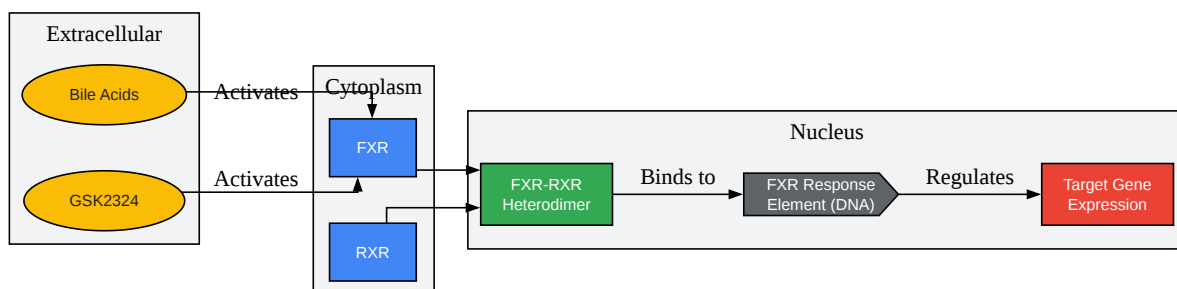 Extracellular
Bile Acids
GSK2324
Activates
Activates
Cytoplasm
FXR
RXR
Nucleus
FXR-RXR
Heterodimer
Binds to
FXR Response
Element (DNA)
Regulates
Target Gene
Expression